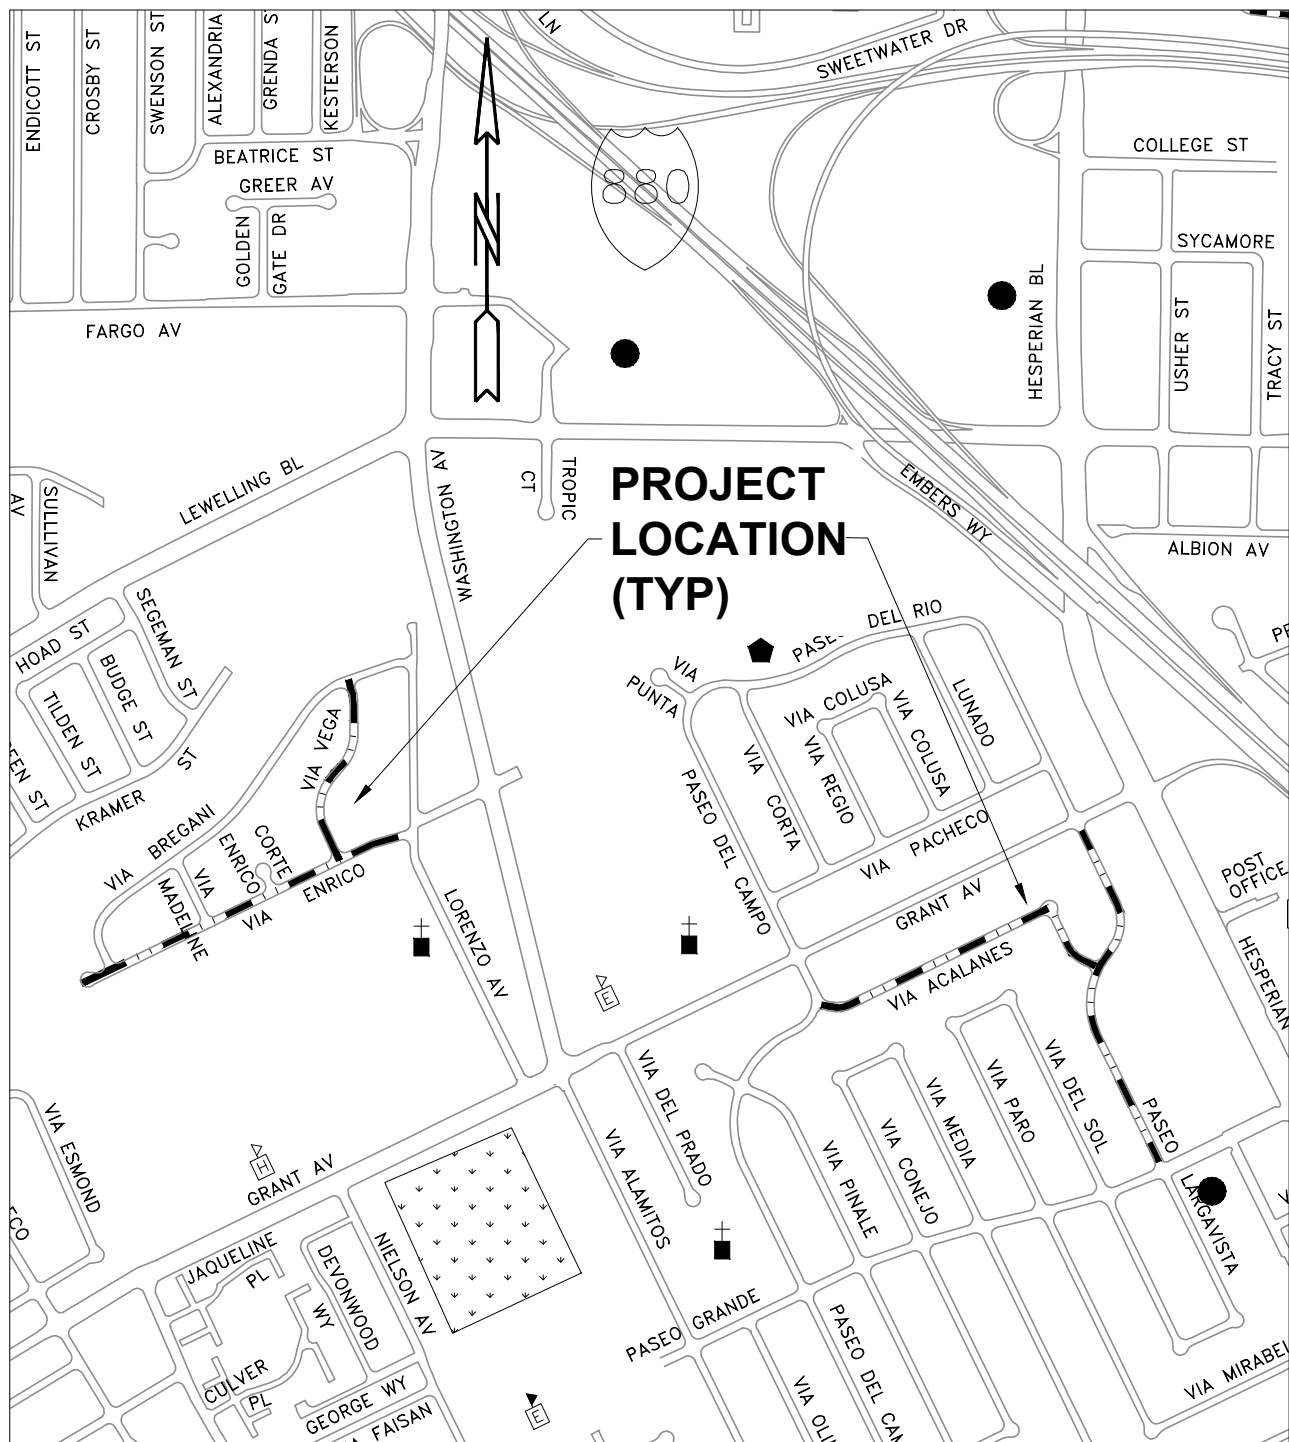 LN
SWEETWATER DR
ENDICOTT ST
CROSBY ST
SWENSON ST
ALEXANDRIA
GRENDA S
KESTERSON
BEATRICE ST
GREER AV
GOLDEN
GATE DR
FARGO AV
N
880
COLLEGE ST
SYCAMORE
HESPERIAN BL
USHER ST
TRACY ST
ALBION AV
LEWELLING BL
WASHINGTON AV
TROPIC
CT
EMBERS WY
SULLLIVAN
AV
PROJECT
LOCATION
(TYP)
HOAD ST
SEGEMAN ST
BUDGE ST
TILDEN ST
EEN ST
KRAMER
ST
VIA VEGA
VIA BREGANI
CORTE
ENRICO
VIA
MADELINE
VIA
ENRICO
LORENZO AV
VIA
PUNTA
PASEO
DEL RIO
VIA COLUSA
VIA COLUSA
LUNADO
VIA
CORTA
VIA REGIO
PASEO DEL CAMPO
VIA PACHECO
GRANT AV
VIA ACALANES
POST
OFFICE
HESPERIAN
E
VIA DEL PRADO
VIA ALAMITOS
VIA PINALE
VIA CONEJO
VIA MEDIA
VIA PARO
VIA DEL SOL
PASEO
LARGAVISTA
VIA MIRABEL
VIA ESMOND
ECO
H
GRANT AV
JAQUELINE
PL
DEVONWOOD
WY
NIELSON AV
CULVER
PL
GEORGE WY
A FAISAN
E
PASEO GRANDE
PASEO DEL CAM
VIA OLI